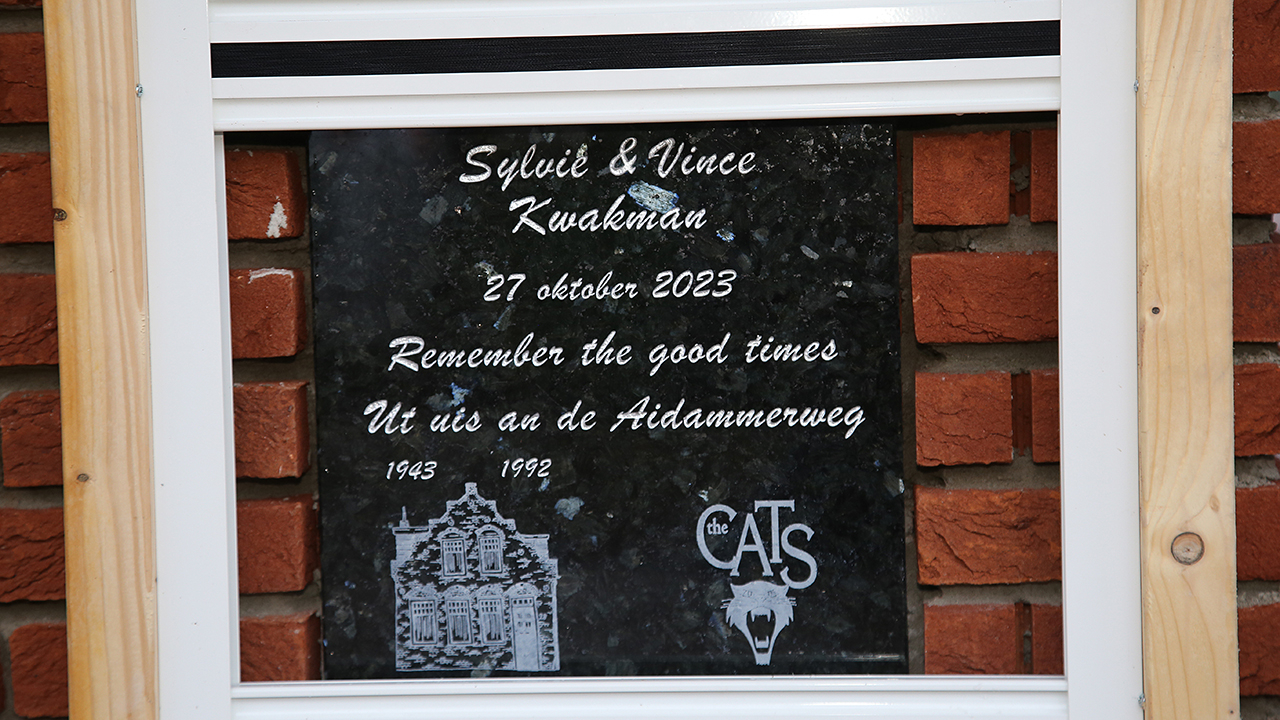 Sylvie & Vince
Kwakman
27 oktober 2023
Remember the good times
Ut uis an de Aidammerweg
1943 1992
the CATS